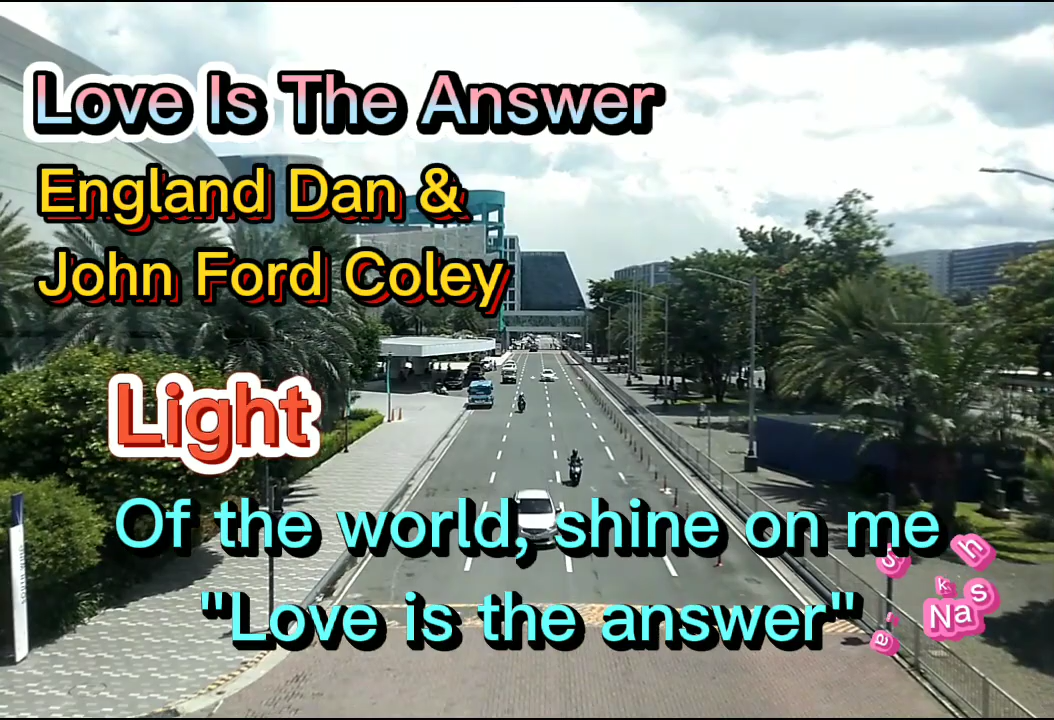 Love Is The Answer
England Dan &
John Ford Coley
Light
Of the world, shine on me
"Love is the answer"
Nas